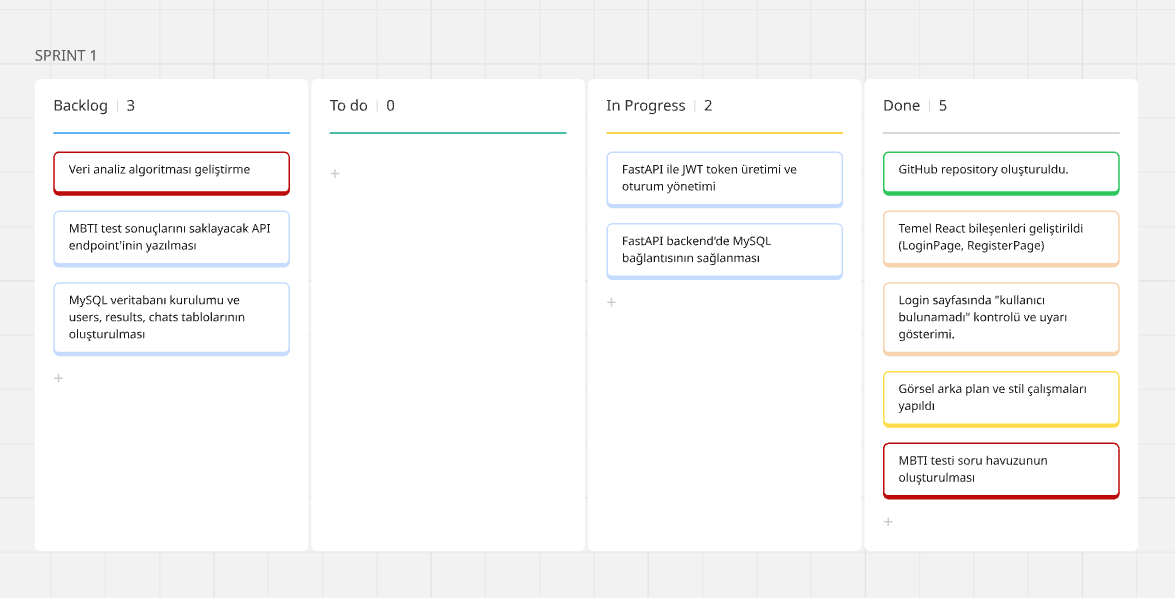 SPRINT 1
Backlog | 3
Veri analiz algoritması geliştirme
MBTI test sonuçlarını saklayacak API
endpoint'inin yazılması
MySQL veritabanı kurulumu ve
users, results, chats tablolarının
oluşturulması
+
To do | 0
+
In Progress | 2
FastAPI ile JWT token üretimi ve
oturum yönetimi
FastAPI backend'de MySQL
bağlantısının sağlanması
+
Done | 5
GitHub repository oluşturuldu.
Temel React bileşenleri geliştirildi
(LoginPage, RegisterPage)
Login sayfasında "kullanıcı
bulunamadı" kontrolü ve uyarı
gösterimi.
Görsel arka plan ve stil çalışmaları
yapıldı
MBTI testi soru havuzunun
oluşturulması
+